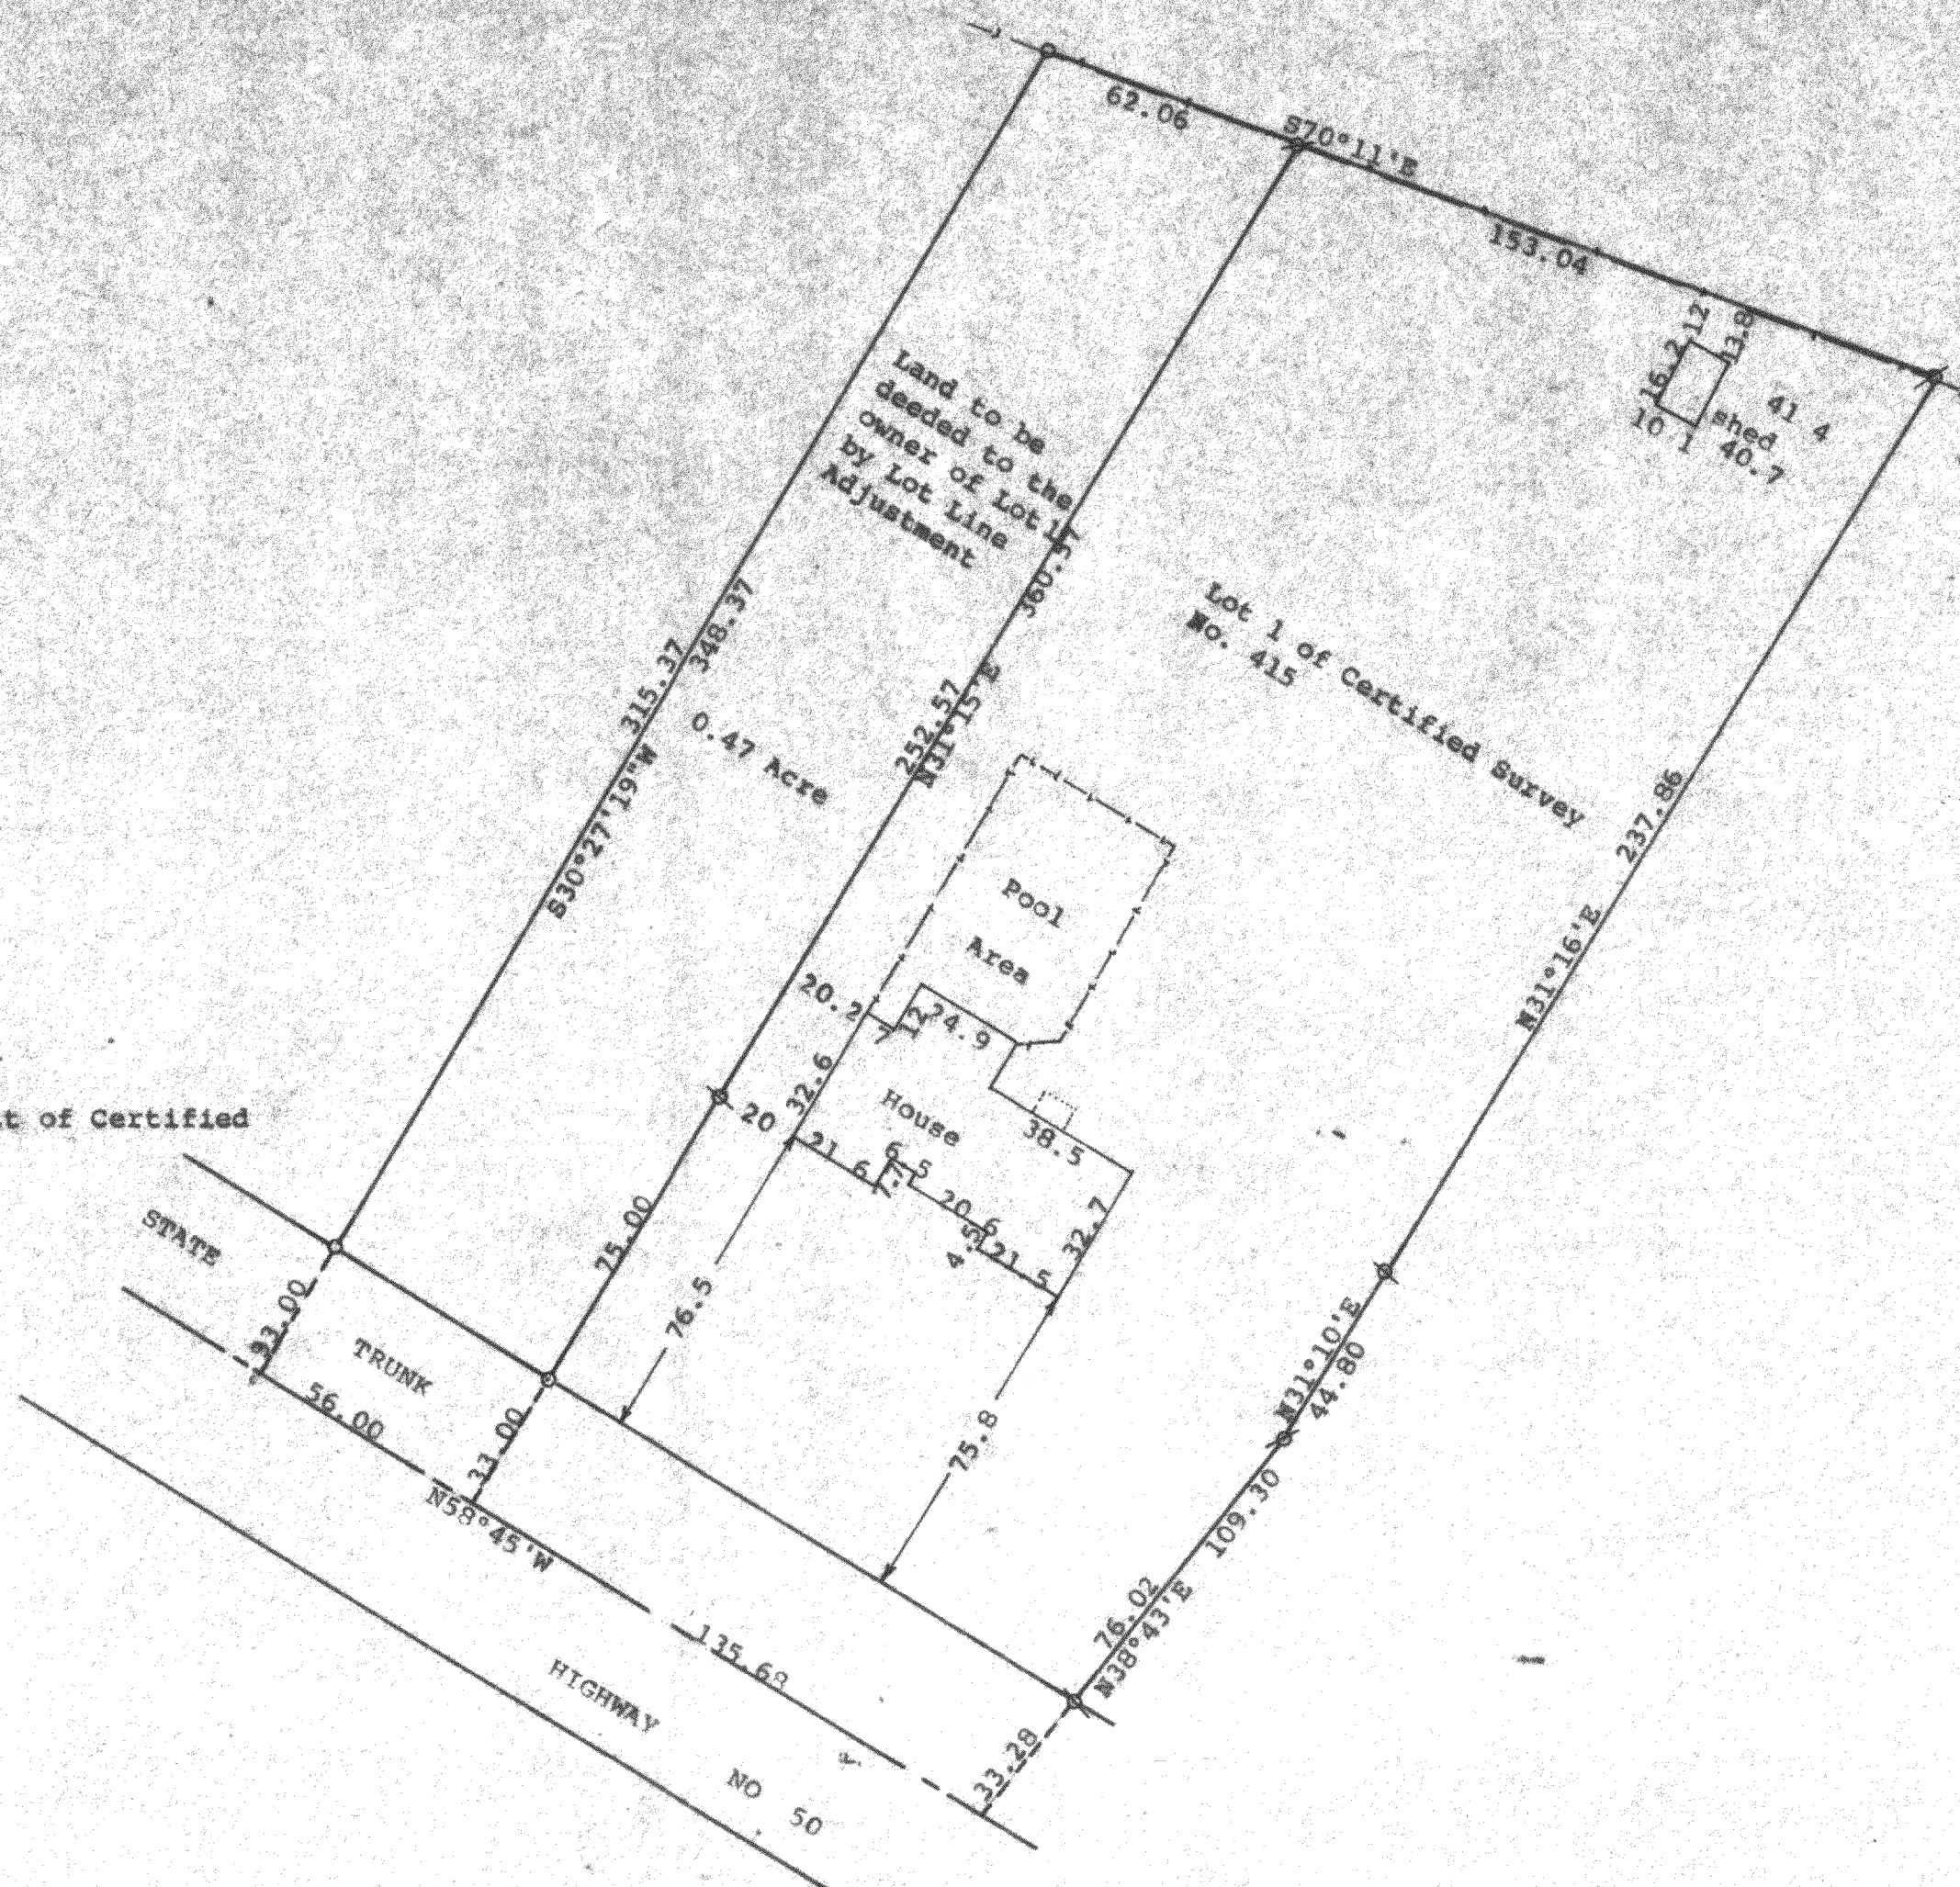 62.06
S70°11'E
153.04
12
13.8
16.2
10 1
shed
41 4
40.7
Land to be
deeded to the
owner of Lot 1
by Lot Line
Adjustment
360.57
Lot 1 of Certified Survey
No. 415
348.37
315.37
S30°27'19"W
0.47 Acre
252.57
N31°15'E
237.86
N31°16'E
Pool
Area
20.2
7
12
24.9
32.6
House
38.5
20
21 6
6.5
7.7
20 6
4.5
21 5
32.7
t of Certified
75.00
76.5
75.8
N31°10'E
44.80
109.30
76.02
N38°43'E
STATE
TRUNK
HIGHWAY
NO 50
33.00
56.00
33.00
N58°45'W
135.68
33.28